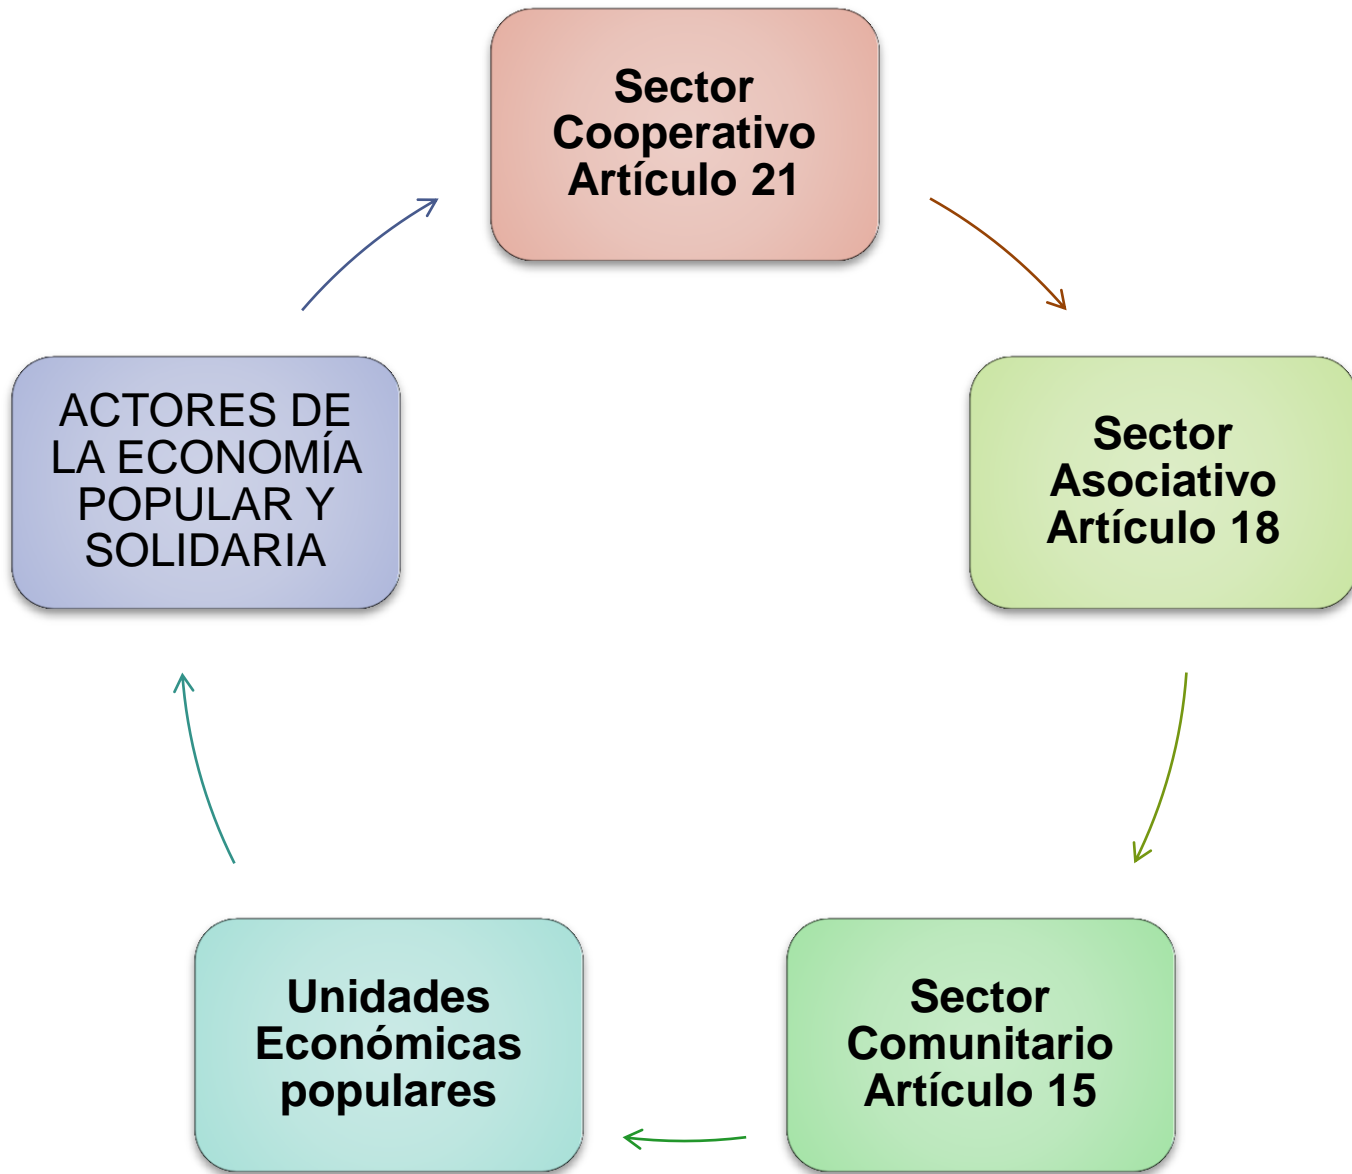 Sector
Cooperativo
Artículo 21
ACTORES DE
LA ECONOMÍA
POPULAR Y
SOLIDARIA
Sector
Asociativo
Artículo 18
Unidades
Económicas
populares
Sector
Comunitario
Artículo 15